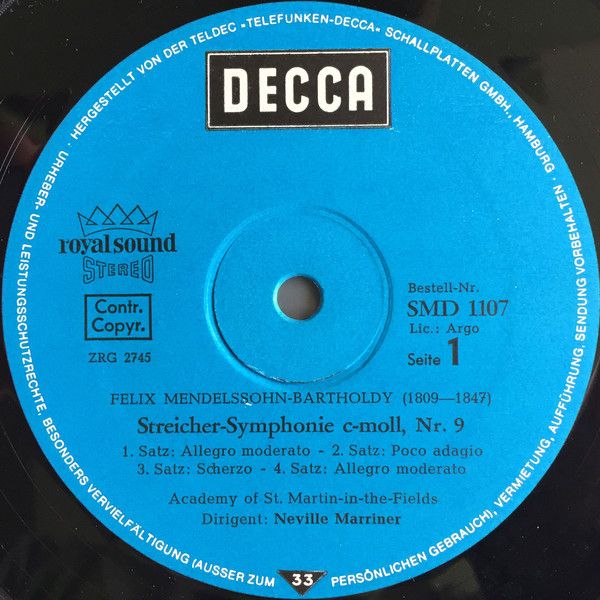 · HERGESTELLT VON DER TELDEC »TELEFUNKEN-DECCA« SCHALLPLATTEN GMBH., HAMBURG · URHEBER- UND LEISTUNGSSCHUTZRECHTE, BESONDERS VERVIELFÄLTIGUNG (AUSSER ZUM PERSÖNLICHEN GEBRAUCH), VERMIETUNG, AUFFÜHRUNG, SENDUNG VORBEHALTEN ·
DECCA
royal sound
STEREO
Contr.
Copyr.
ZRG 2745
Bestell-Nr.
SMD 1107
Lic.: Argo
Seite 1
FELIX MENDELSSOHN-BARTHOLDY (1809—1847)
Streicher-Symphonie c-moll, Nr. 9
1. Satz: Allegro moderato - 2. Satz: Poco adagio
3. Satz: Scherzo - 4. Satz: Allegro moderato
Academy of St. Martin-in-the-Fields
Dirigent: Neville Marriner
33